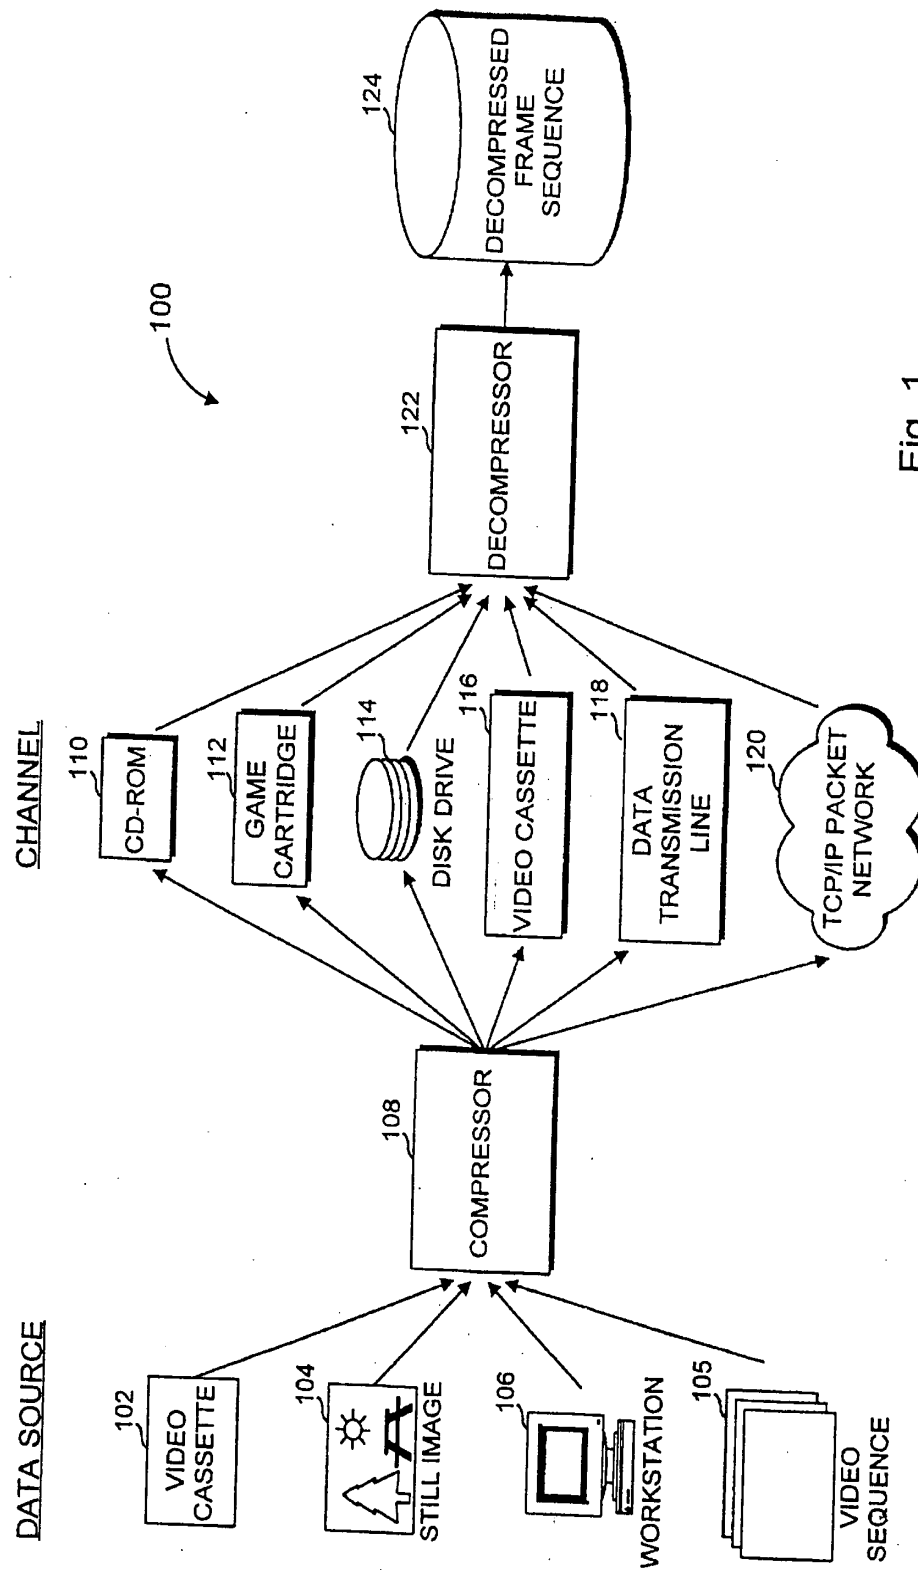 DATA SOURCE
CHANNEL
100
102
VIDEO
CASSETTE
104
STILL IMAGE
106
WORKSTATION
105
VIDEO
SEQUENCE
108
COMPRESSOR
110
CD-ROM
112
GAME
CARTRIDGE
114
DISK DRIVE
116
VIDEO CASSETTE
118
DATA
TRANSMISSION
LINE
120
TCP/IP PACKET
NETWORK
122
DECOMPRESSOR
124
DECOMPRESSED
FRAME
SEQUENCE
Fig. 1